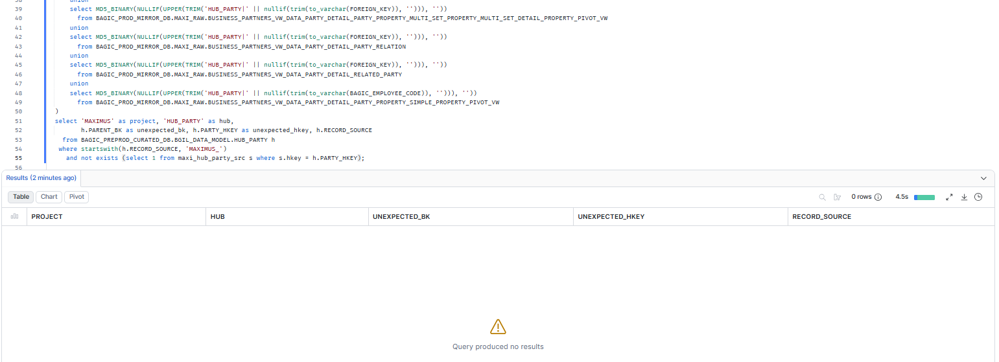 38 union
39 select MD5_BINARY(NULLIF(UPPER(TRIM('HUB_PARTY|' || nullif(trim(to_varchar(FOREIGN_KEY)), ''))), ''))
40 from BAGIC_PROD_MIRROR_DB.MAXI_RAW.BUSINESS_PARTNERS_VW_DATA_PARTY_DETAIL_PARTY_PROPERTY_MULTI_SET_PROPERTY_MULTI_SET_DETAIL_PROPERTY_PIVOT_VW
41 union
42 select MD5_BINARY(NULLIF(UPPER(TRIM('HUB_PARTY|' || nullif(trim(to_varchar(FOREIGN_KEY)), ''))), ''))
43 from BAGIC_PROD_MIRROR_DB.MAXI_RAW.BUSINESS_PARTNERS_VW_DATA_PARTY_DETAIL_PARTY_RELATION
44 union
45 select MD5_BINARY(NULLIF(UPPER(TRIM('HUB_PARTY|' || nullif(trim(to_varchar(FOREIGN_KEY)), ''))), ''))
46 from BAGIC_PROD_MIRROR_DB.MAXI_RAW.BUSINESS_PARTNERS_VW_DATA_PARTY_DETAIL_RELATED_PARTY
47 union
48 select MD5_BINARY(NULLIF(UPPER(TRIM('HUB_PARTY|' || nullif(trim(to_varchar(BAGIC_EMPLOYEE_CODE)), ''))), ''))
49 from BAGIC_PROD_MIRROR_DB.MAXI_RAW.BUSINESS_PARTNERS_VW_DATA_PARTY_DETAIL_PARTY_PROPERTY_SIMPLE_PROPERTY_PIVOT_VW
50 )
51 select 'MAXIMUS' as project, 'HUB_PARTY' as hub,
52 h.PARENT_BK as unexpected_bk, h.PARTY_HKEY as unexpected_hkey, h.RECORD_SOURCE
53 from BAGIC_PREPROD_CURATED_DB.BGIL_DATA_MODEL.HUB_PARTY h
54 where startswith(h.RECORD_SOURCE, 'MAXIMUS_')
55 and not exists (select 1 from maxi_hub_party_src s where s.hkey = h.PARTY_HKEY);
56
Results (2 minutes ago)
Table Chart Pivot 0 rows 4.5s
PROJECT HUB UNEXPECTED_BK UNEXPECTED_HKEY RECORD_SOURCE
Query produced no results